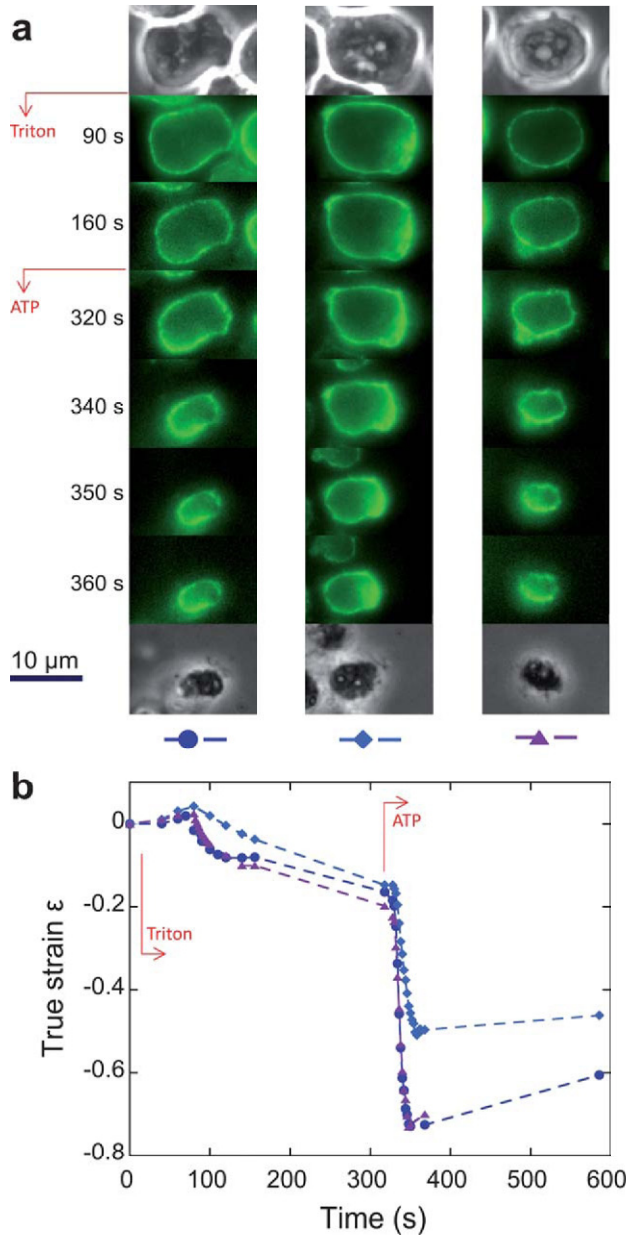 a
Triton
90 s
160 s
ATP
320 s
340 s
350 s
360 s
10 µm
b
True strain ε
0
-0.2
-0.4
-0.6
-0.8
Triton
ATP
0
100
200
300
400
500
600
Time (s)